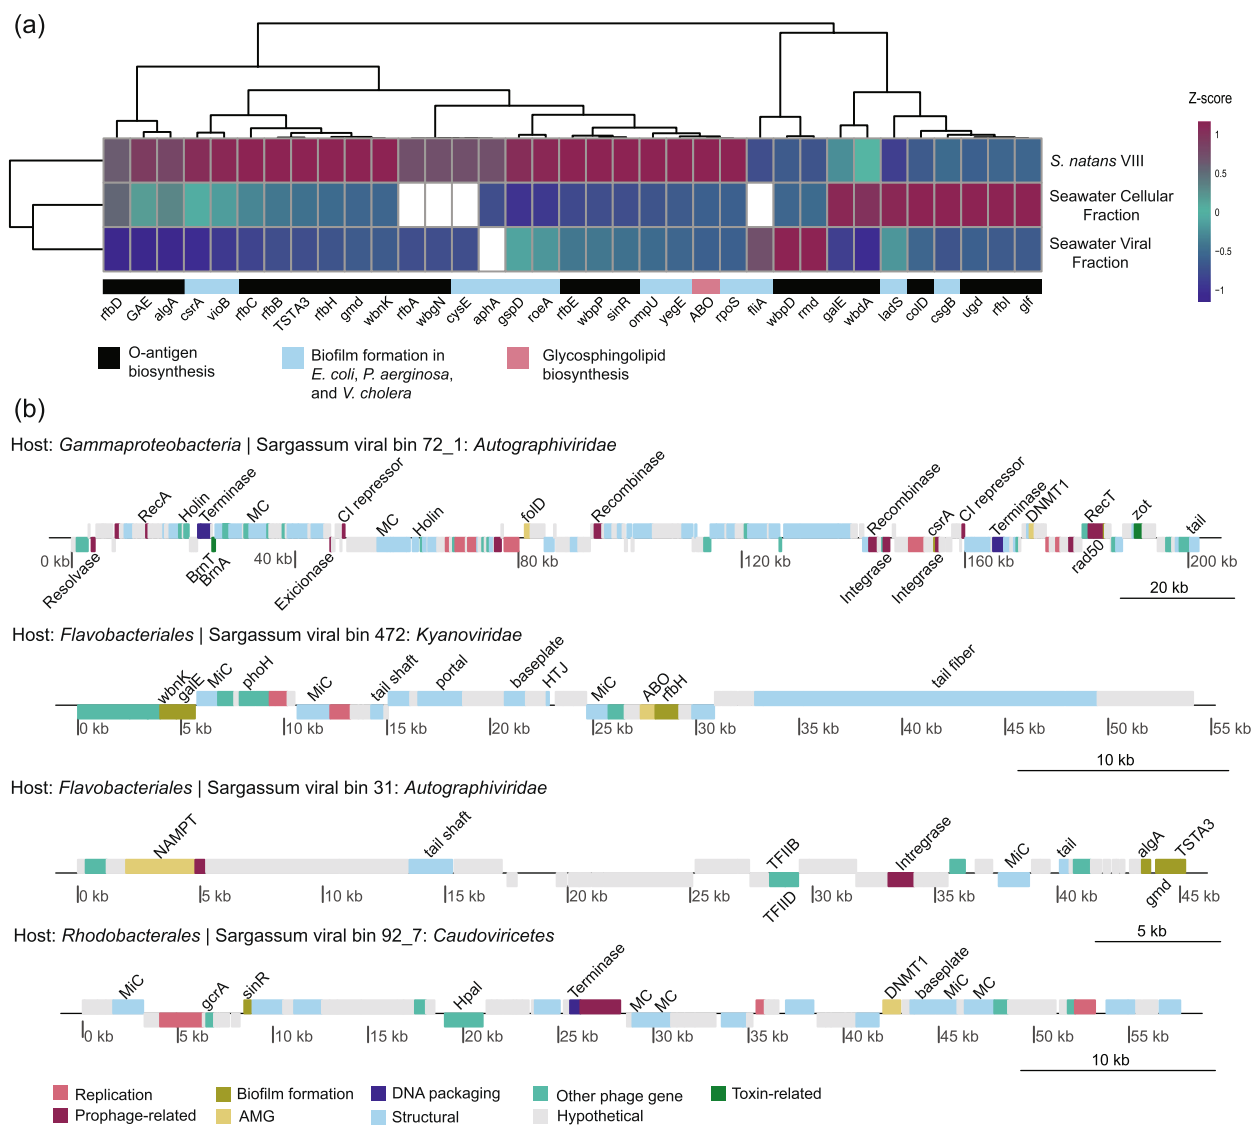 (a)
Z-score
1
0.5
0
−0.5
−1
S. natans VIII
Seawater Cellular
Fraction
Seawater Viral
Fraction
rfbD GAE algA csrA vioB rfbC rfbB TSTA3 rfbH gmd wbnK rfbA wbgN cysE aphA gspD roeA rfbE wbpP sinR ompU yegE ABO rpoS fliA wbpD rmd galE wbdA ladS colD csgB ugd rfbI glf
O-antigen
biosynthesis
Biofilm formation in
E. coli, P. aerginosa,
and V. cholera
Glycosphingolipid
biosynthesis
(b)
Host: Gammaproteobacteria | Sargassum viral bin 72_1: Autographiviridae
RecA Holin Terminase MC CI repressor MC Holin folD Recombinase Recombinase csrA CI repressor Terminase DNMT1 RecT zot tail
0 kb 40 kb 80 kb 120 kb 160 kb 200 kb
Resolvase BrnT BrnA Exicionase Integrase Integrase rad50
20 kb
Host: Flavobacteriales | Sargassum viral bin 472: Kyanoviridae
wbnK galE MiC phoH MiC tail shaft portal baseplate HTJ MiC ABO rfbH tail fiber
0 kb 5 kb 10 kb 15 kb 20 kb 25 kb 30 kb 35 kb 40 kb 45 kb 50 kb 55 kb
10 kb
Host: Flavobacteriales | Sargassum viral bin 31: Autographiviridae
NAMPT tail shaft TFIIB Intregrase MiC tail algA TSTA3
0 kb 5 kb 15 kb 20 kb 25 kb 30 kb 35 kb 40 kb 45 kb
TFIID gmd
5 kb
Host: Rhodobacterales | Sargassum viral bin 92_7: Caudoviricetes
MiC gcrA sinR HpaI Terminase MC MC DNMT1 baseplate MiC MC
0 kb 5 kb 10 kb 15 kb 20 kb 25 kb 30 kb 35 kb 40 kb 45 kb 50 kb 55 kb
10 kb
Replication
Biofilm formation
DNA packaging
Other phage gene
Toxin-related
Prophage-related
AMG
Structural
Hypothetical